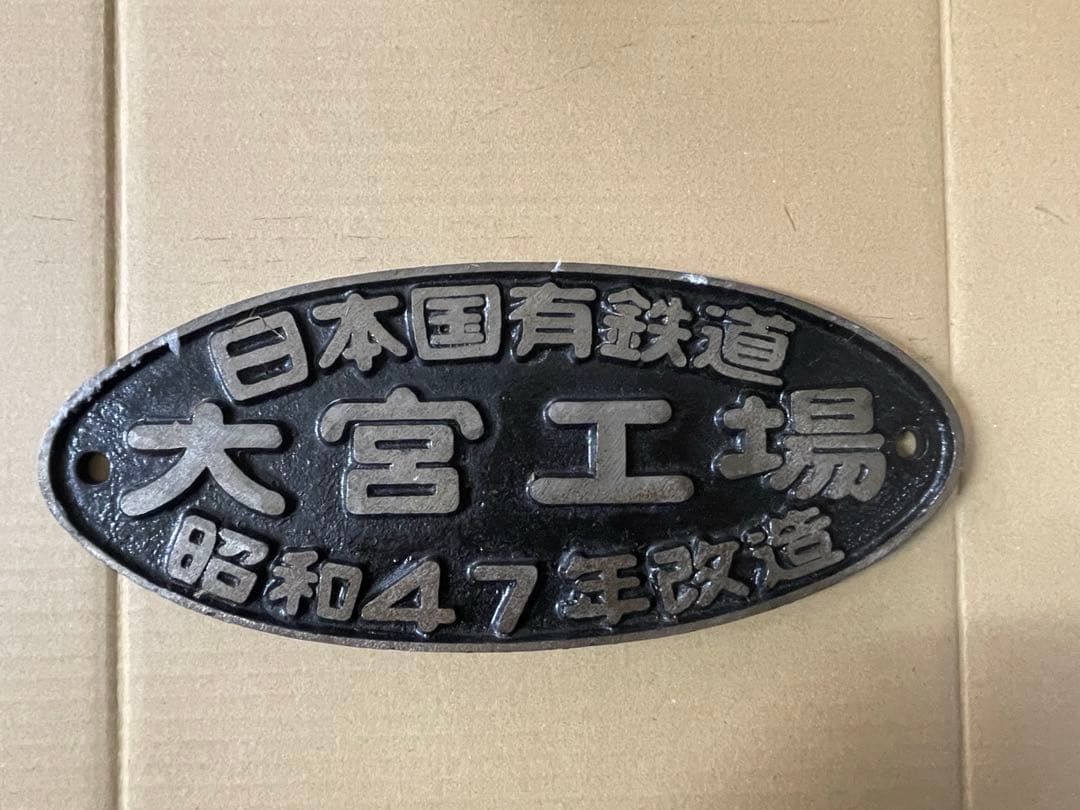 日本国有鉄道
大宮工場
昭和47年改造